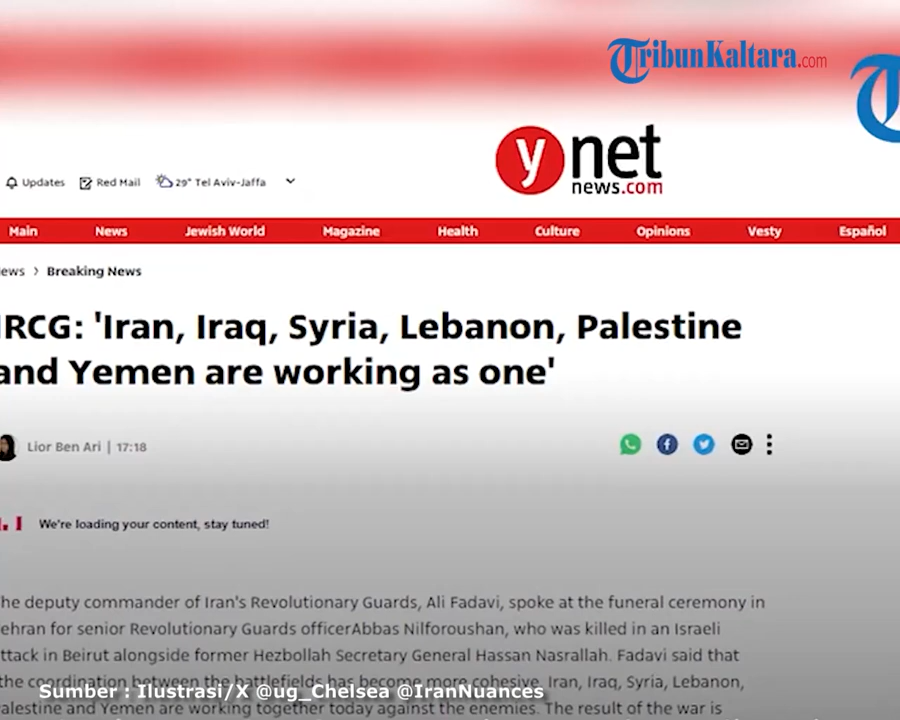 TribunKaltara.com
T
ynet
news.com
Updates Red Mail 29° Tel Aviv-Jaffa
Main News Jewish World Magazine Health Culture Opinions Vesty Español
ews > Breaking News
IRCG: 'Iran, Iraq, Syria, Lebanon, Palestine
and Yemen are working as one'
Lior Ben Ari | 17:18
We're loading your content, stay tuned!
he deputy commander of Iran's Revolutionary Guards, Ali Fadavi, spoke at the funeral ceremony in
ehran for senior Revolutionary Guards officerAbbas Nilforoushan, who was killed in an Israeli
ttack in Beirut alongside former Hezbollah Secretary General Hassan Nasrallah. Fadavi said that
the coordination between the battlefields has become more cohesive. Iran, Iraq, Syria, Lebanon,
Sumber : Ilustrasi/X @ug_Chelsea @IranNuances
alestine and Yemen are working together today against the enemies. The result of the war is